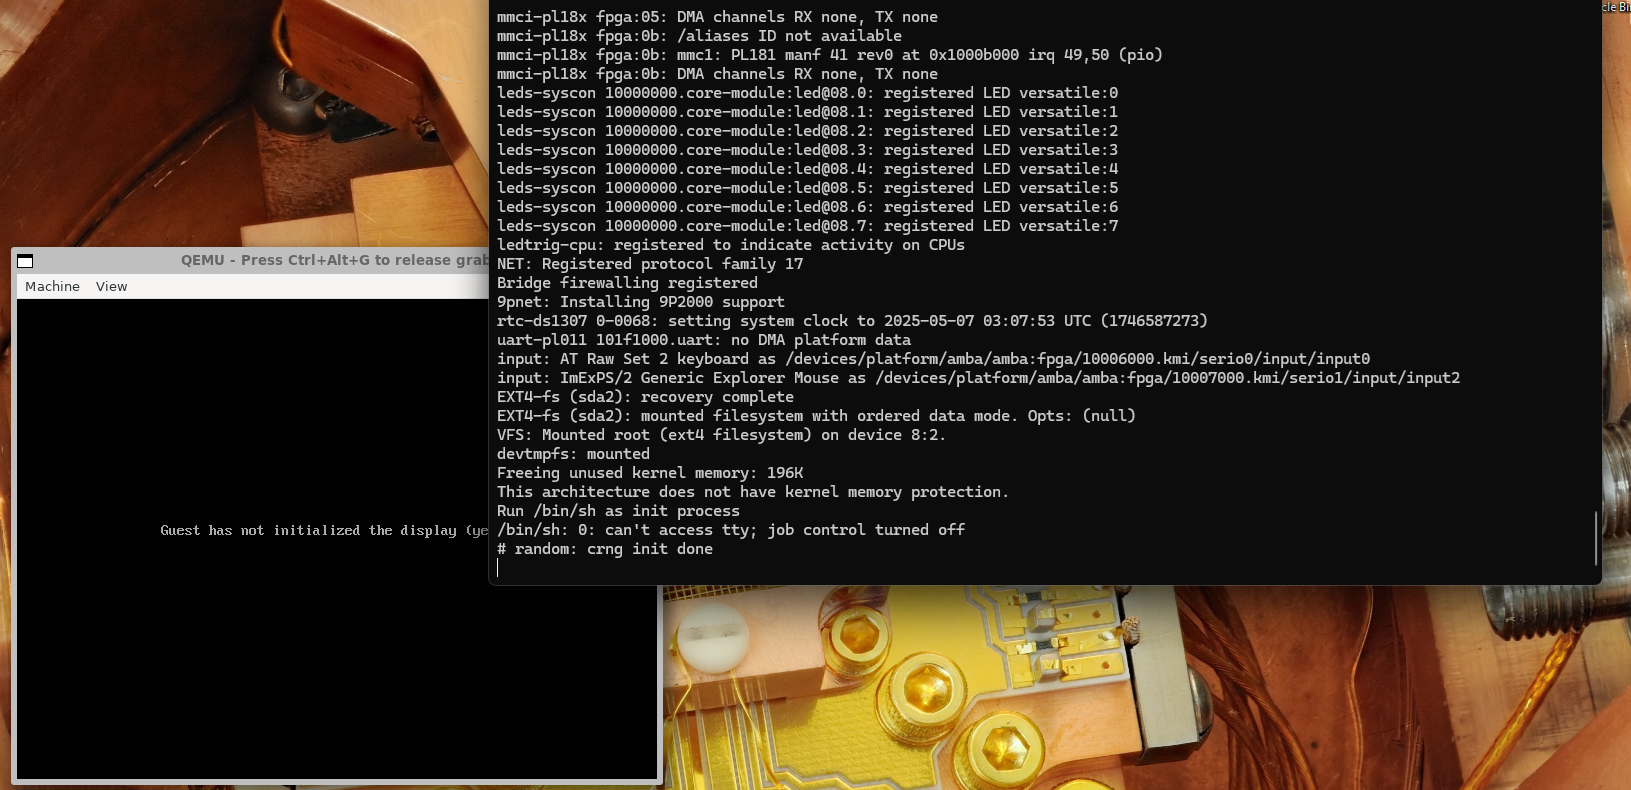 mmci-pl18x fpga:05: DMA channels RX none, TX none
mmci-pl18x fpga:0b: /aliases ID not available
mmci-pl18x fpga:0b: mmc1: PL181 manf 41 rev0 at 0x1000b000 irq 49,50 (pio)
mmci-pl18x fpga:0b: DMA channels RX none, TX none
leds-syscon 10000000.core-module:led@08.0: registered LED versatile:0
leds-syscon 10000000.core-module:led@08.1: registered LED versatile:1
leds-syscon 10000000.core-module:led@08.2: registered LED versatile:2
leds-syscon 10000000.core-module:led@08.3: registered LED versatile:3
leds-syscon 10000000.core-module:led@08.4: registered LED versatile:4
leds-syscon 10000000.core-module:led@08.5: registered LED versatile:5
leds-syscon 10000000.core-module:led@08.6: registered LED versatile:6
leds-syscon 10000000.core-module:led@08.7: registered LED versatile:7
ledtrig-cpu: registered to indicate activity on CPUs
NET: Registered protocol family 17
Bridge firewalling registered
9pnet: Installing 9P2000 support
rtc-ds1307 0-0068: setting system clock to 2025-05-07 03:07:53 UTC (1746587273)
uart-pl011 101f1000.uart: no DMA platform data
input: AT Raw Set 2 keyboard as /devices/platform/amba/amba:fpga/10006000.kmi/serio0/input/input0
input: ImExPS/2 Generic Explorer Mouse as /devices/platform/amba/amba:fpga/10007000.kmi/serio1/input/input2
EXT4-fs (sda2): recovery complete
EXT4-fs (sda2): mounted filesystem with ordered data mode. Opts: (null)
VFS: Mounted root (ext4 filesystem) on device 8:2.
devtmpfs: mounted
Freeing unused kernel memory: 196K
This architecture does not have kernel memory protection.
Run /bin/sh as init process
/bin/sh: 0: can't access tty; job control turned off
# random: crng init done
QEMU - Press Ctrl+Alt+G to release grab
Machine View
Guest has not initialized the display (ye
cle Bi